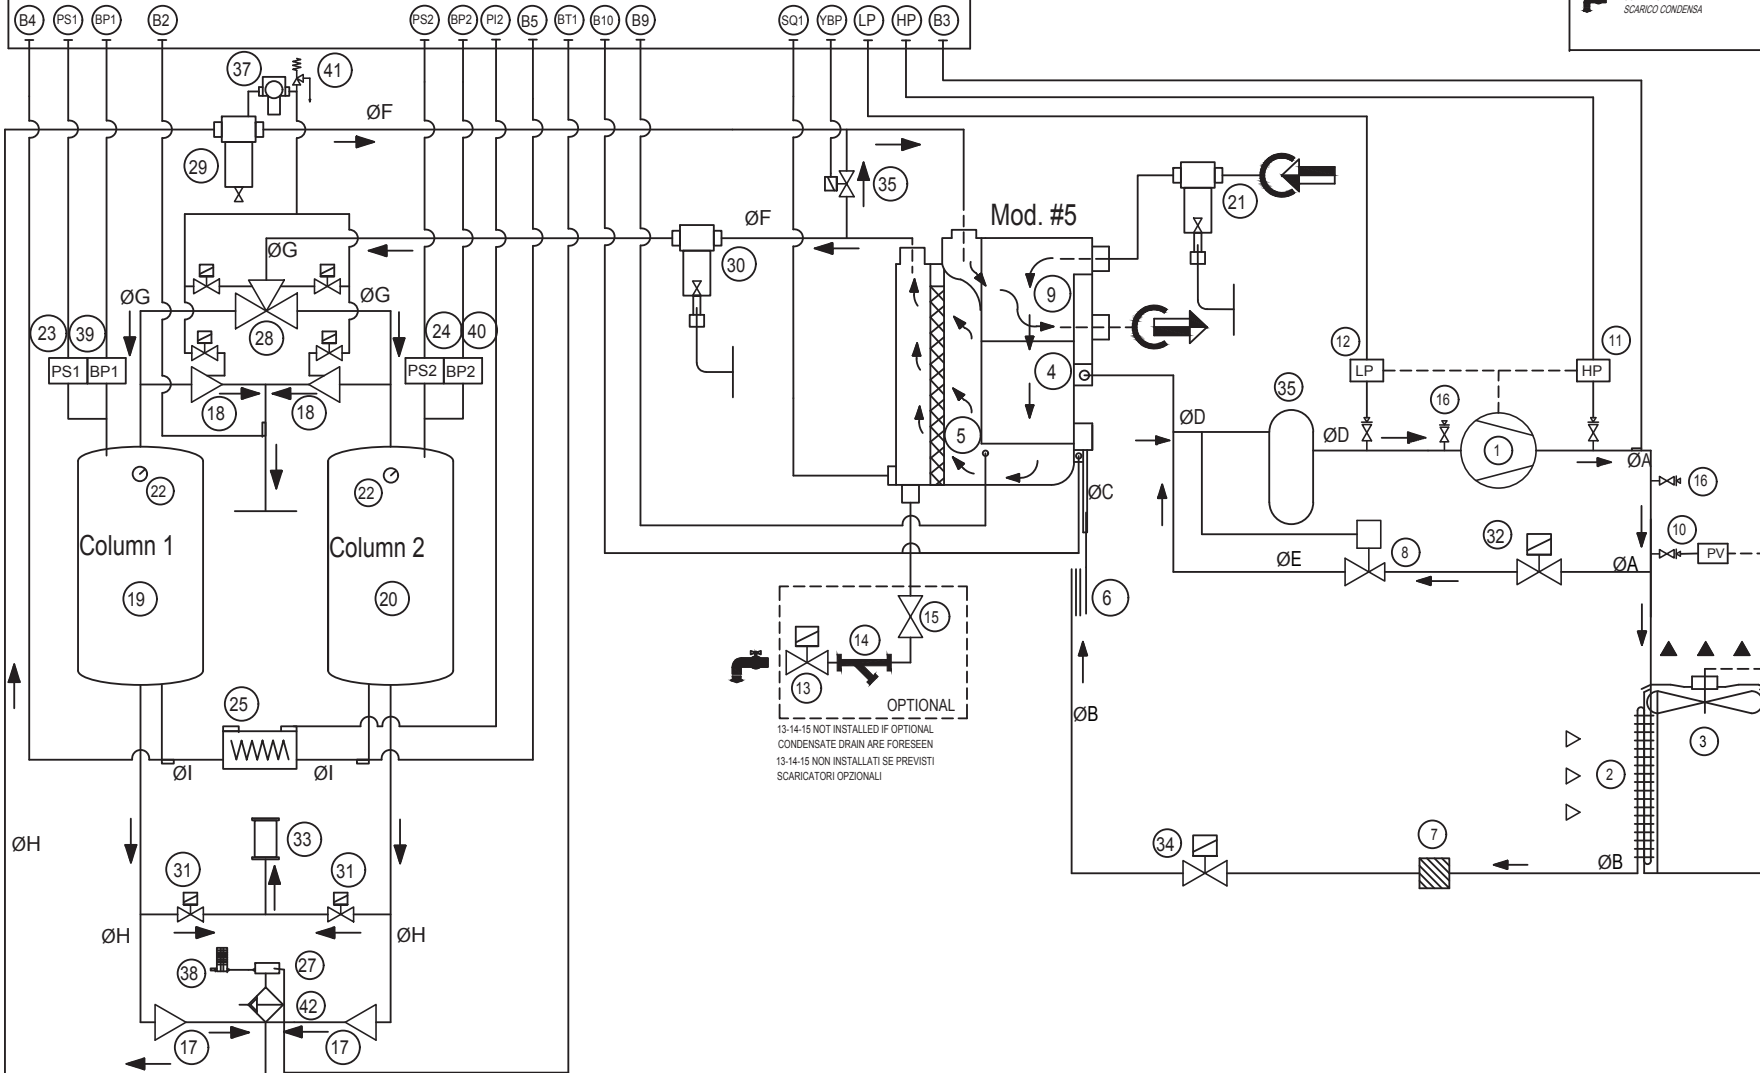 B4 PS1 BP1 B2 PS2 BP2 PI2 B5 BT1 B10 B9 SQ1 YBP LP HP B3
SCARICO CONDENSA
37 41
ØF
29
35
21
ØF
Mod. #5
30
ØG
9
ØG ØG
23 39 28 24 40
12 11
PS1 BP1 PS2 BP2
LP HP
4
18 18
35 16
ØD ØD
5
1
ØA
22 22
16
ØC
Column 1 Column 2
10
32
8
PV
ØE
ØA
19 20
6
15
14
13
OPTIONAL
25
ØB
13-14-15 NOT INSTALLED IF OPTIONAL
CONDENSATE DRAIN ARE FORESEEN
13-14-15 NON INSTALLATI SE PREVISTI
SCARICATORI OPZIONALI
3
ØI ØI
2
ØH
33
34
7
31 31
ØB
ØH ØH
38 27
42
17 17